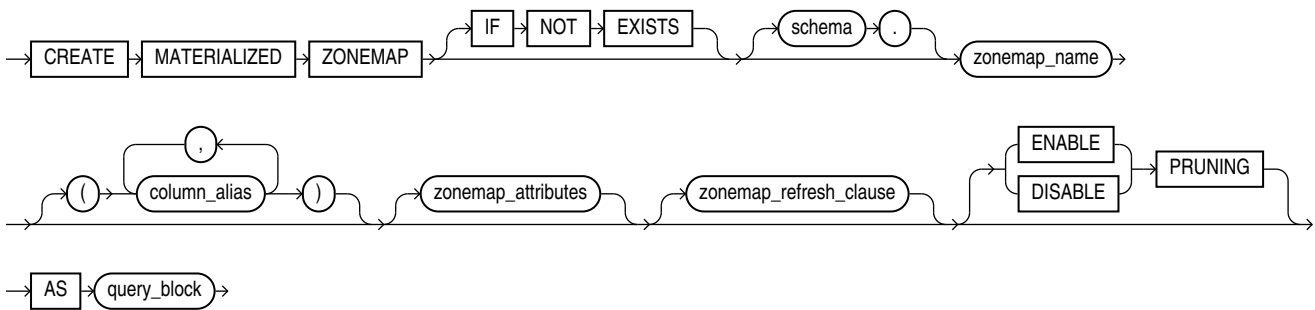 IF NOT EXISTS schema .
CREATE MATERIALIZED ZONEMAP zonemap_name
, ENABLE
( column_alias ) zonemap_attributes zonemap_refresh_clause PRUNING
DISABLE
AS query_block